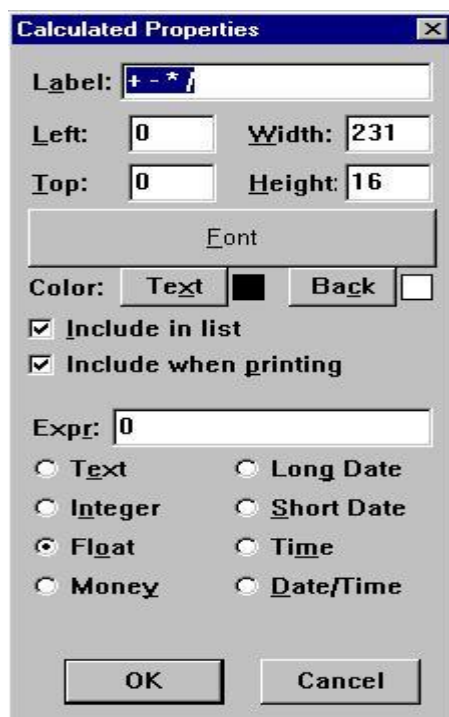 Calculated Properties
Label: + - * /
Left: 0 Width: 231
Top: 0 Height: 16
Font
Color: Text Back
Include in list
Include when printing
Expr: 0
Text Long Date
Integer Short Date
Float Time
Money Date/Time
OK Cancel